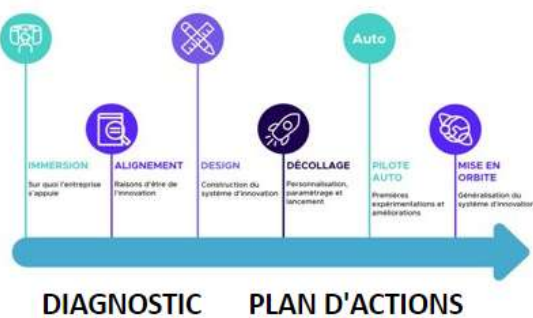 Auto
IMMERSION
Sur quoi l'entreprise
s'appuie
ALIGNEMENT
Raisons d'être de
l'innovation
DESIGN
Construction du
système d'innovation
DÉCOLLAGE
Personnalisation,
paramétrage et
lancement
PILOTE
AUTO
Premières
expérimentations et
améliorations
MISE EN
ORBITE
Généralisation du
système d'innovation
DIAGNOSTIC
PLAN D'ACTIONS